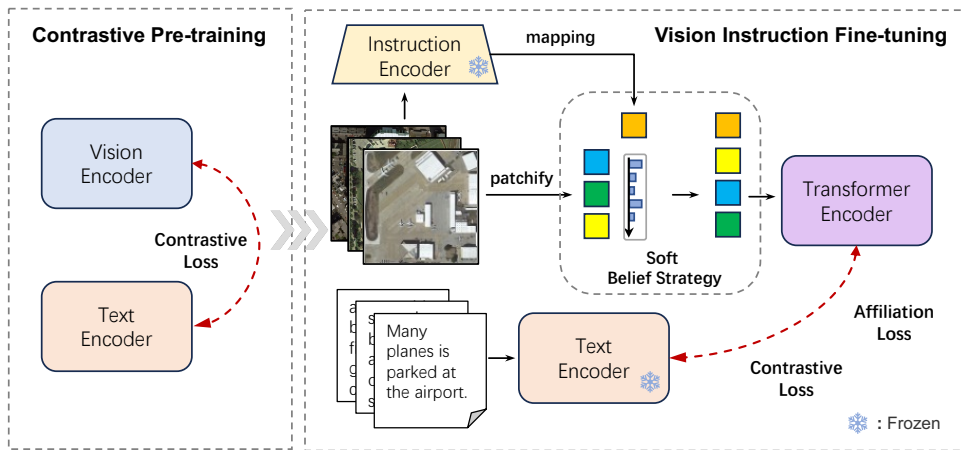 Contrastive Pre-training
Vision
Encoder
Contrastive
Loss
Text
Encoder
Vision Instruction Fine-tuning
Instruction
Encoder
mapping
patchify
Soft
Belief Strategy
Transformer
Encoder
a
b
f
g
d
s
b
a
c
s
Many
planes is
parked at
the airport.
Text
Encoder
Affiliation
Loss
Contrastive
Loss
: Frozen